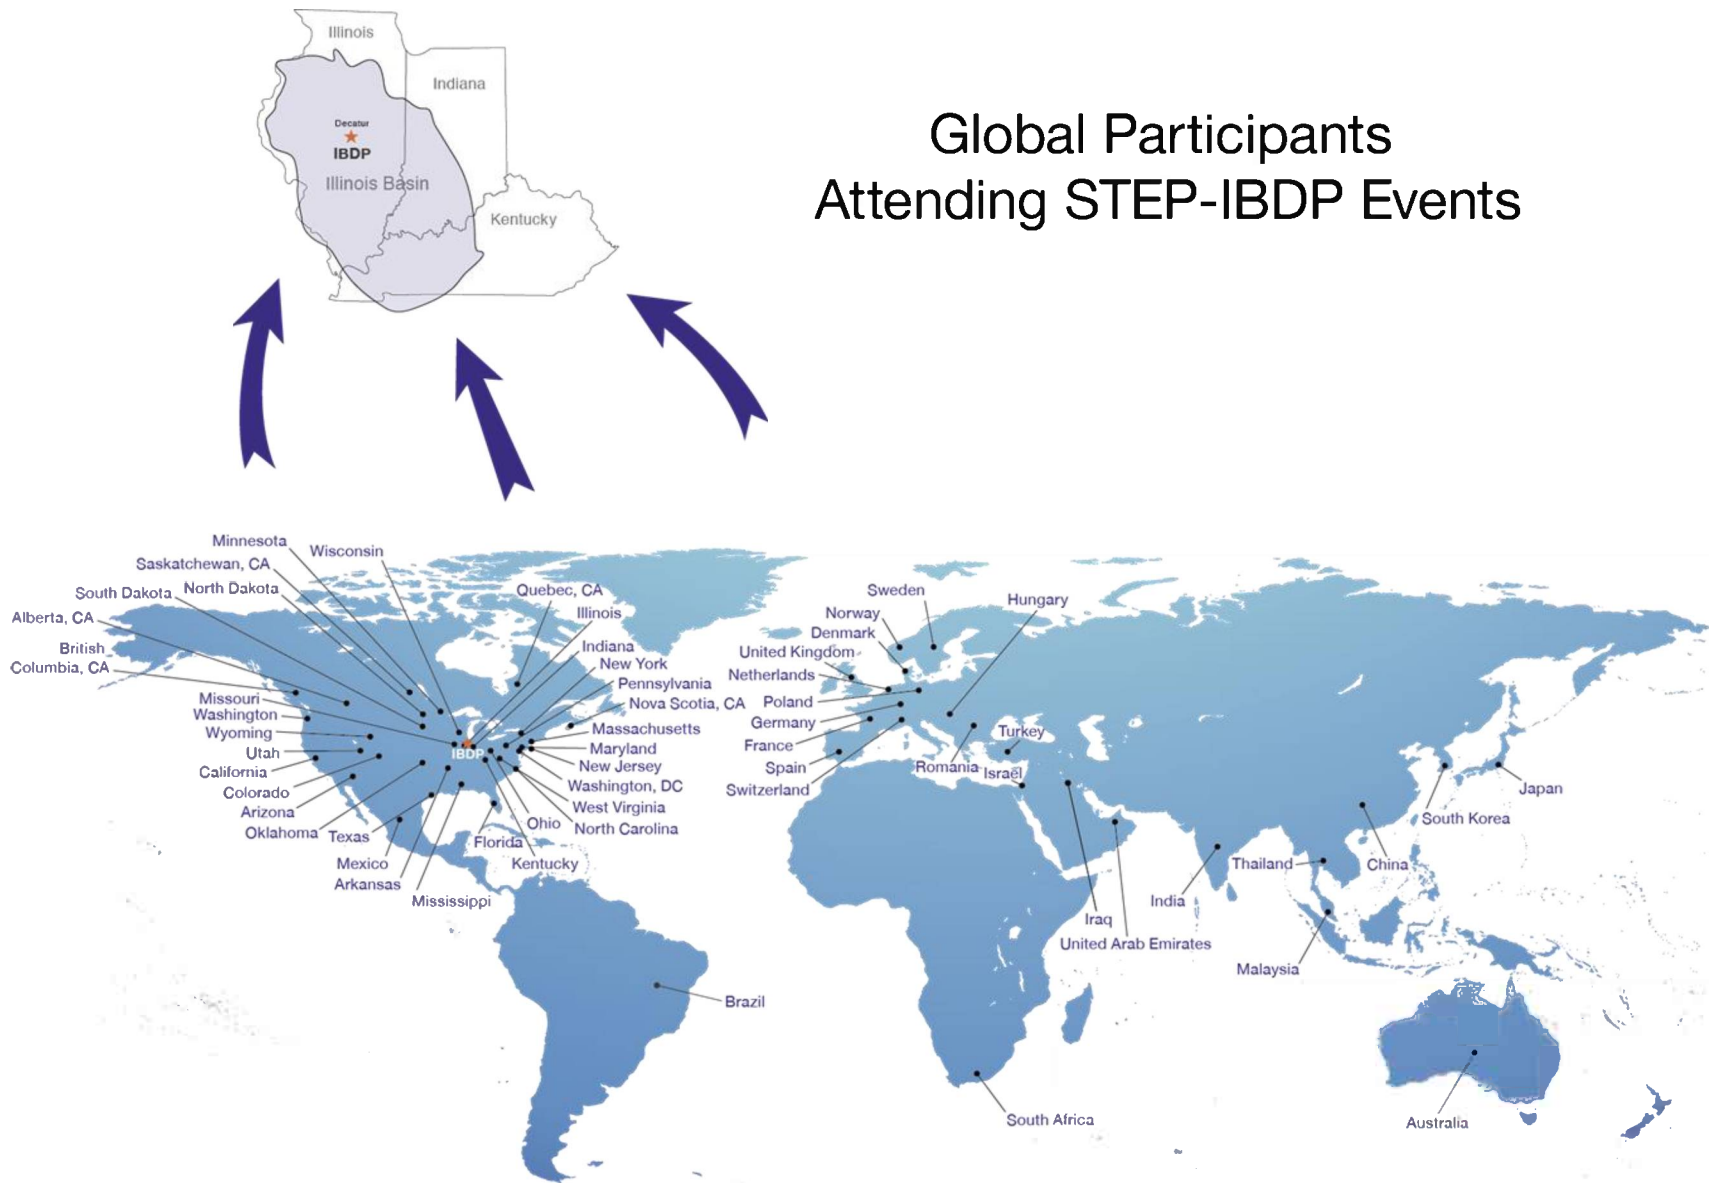 Illinois
Indiana
Decatur
IBDP
Illinois Basin
Kentucky
Global Participants
Attending STEP-IBDP Events
Minnesota
Wisconsin
Saskatchewan, CA
South Dakota
North Dakota
Alberta, CA
British
Columbia, CA
Missouri
Washington
Wyoming
Utah
California
Colorado
Arizona
Oklahoma
Texas
Mexico
Arkansas
Mississippi
Quebec, CA
Illinois
Indiana
New York
Pennsylvania
Nova Scotia, CA
Massachusetts
Maryland
New Jersey
Washington, DC
West Virginia
North Carolina
Ohio
Florida
Kentucky
IBDP
Brazil
Sweden
Norway
Denmark
United Kingdom
Netherlands
Poland
Germany
France
Spain
Switzerland
Hungary
Romania
Turkey
Israel
Iraq
United Arab Emirates
India
Thailand
Malaysia
China
South Korea
Japan
South Africa
Australia